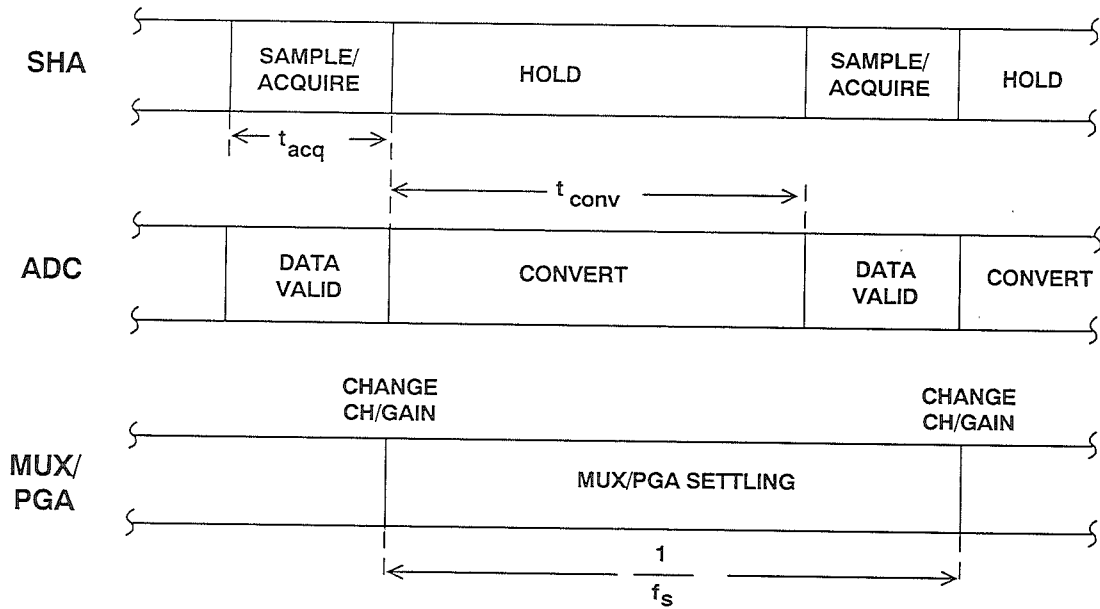 SHA
SAMPLE/
ACQUIRE
HOLD
SAMPLE/
ACQUIRE
HOLD
t acq
t conv
ADC
DATA
VALID
CONVERT
DATA
VALID
CONVERT
CHANGE
CH/GAIN
CHANGE
CH/GAIN
MUX/
PGA
MUX/PGA SETTLING
1
fs